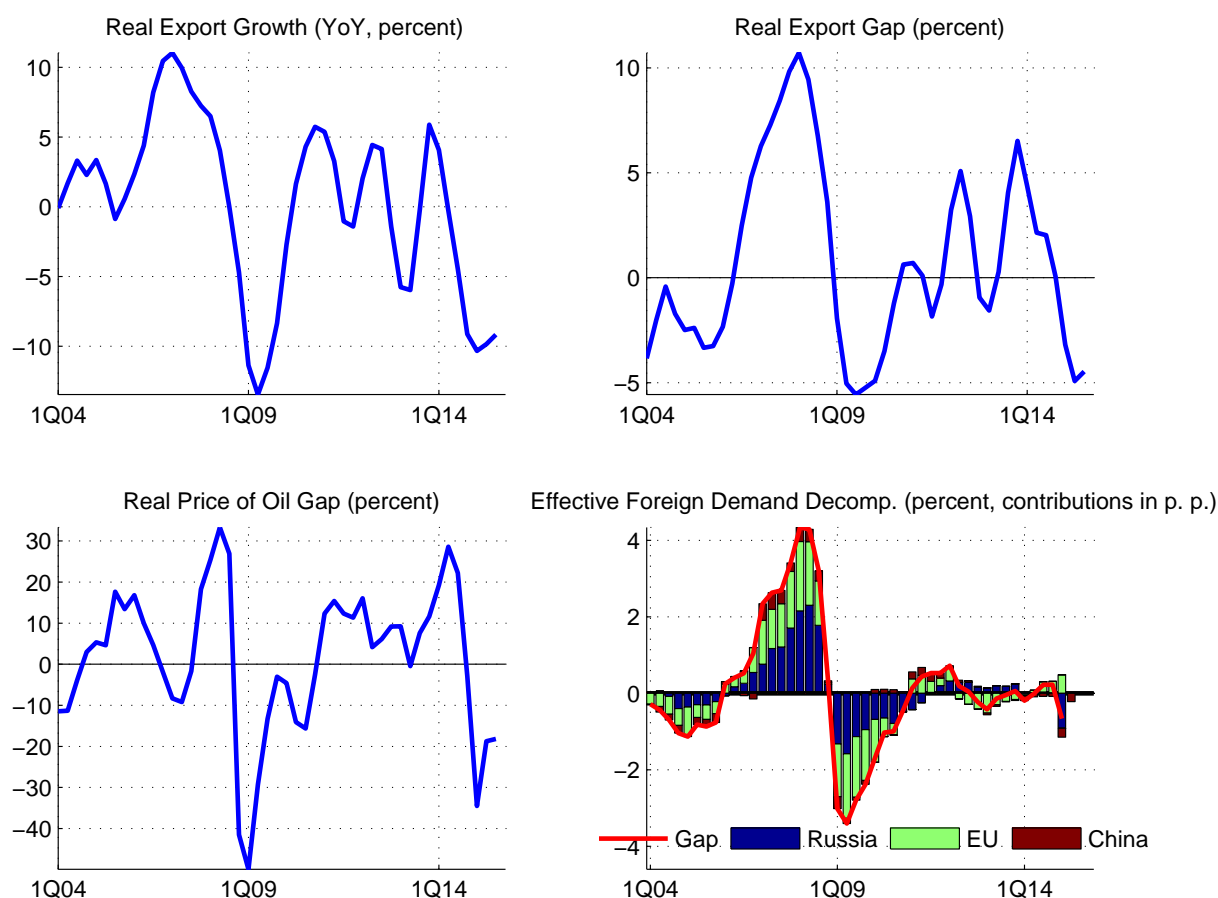 Real Export Growth (YoY, percent)
10
5
0
−5
−10
1Q04 1Q09 1Q14
Real Export Gap (percent)
10
5
0
−5
1Q04 1Q09 1Q14
Real Price of Oil Gap (percent)
30
20
10
0
−10
−20
−30
−40
1Q04 1Q09 1Q14
Effective Foreign Demand Decomp. (percent, contributions in p. p.)
4
2
0
−2
−4
Gap Russia EU China
1Q04 1Q09 1Q14